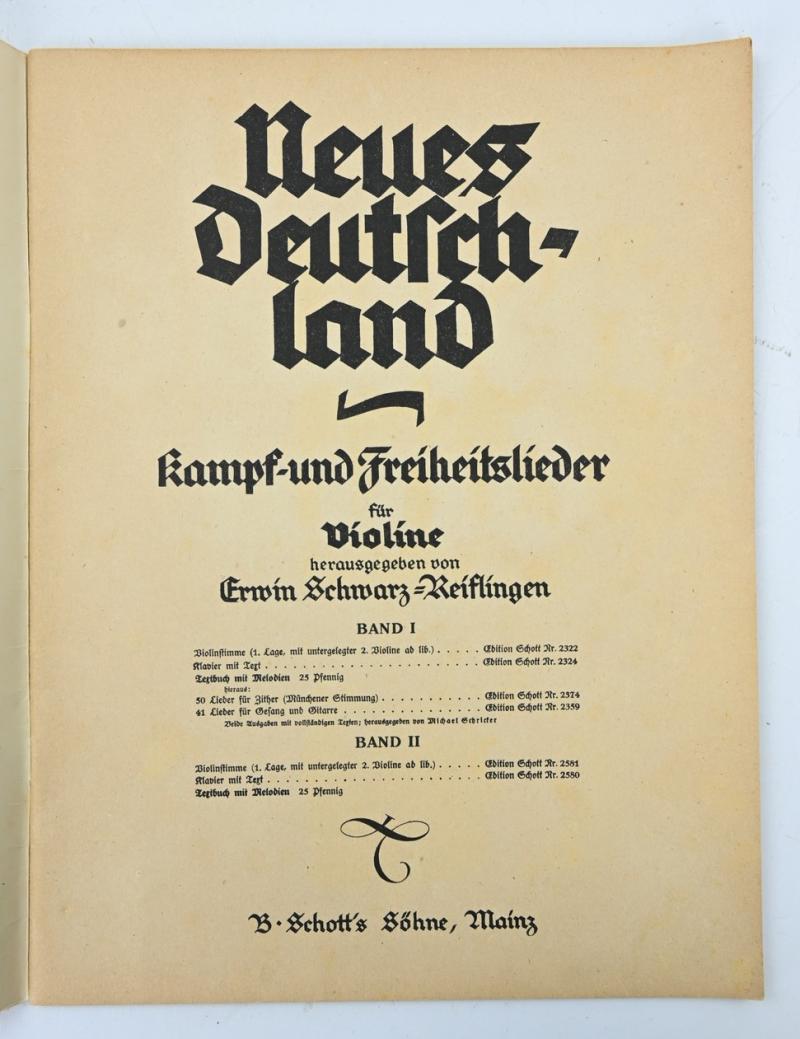 Neues
Deutsch-
land
Kampf- und Freiheitslieder
für
Violine
herausgegeben von
Erwin Schwarz-Reiflingen
BAND I
Violinstimme (1. Lage, mit untergelegter 2. Violine ad lib.) . . . . . Edition Schott Nr. 2322
Klavier mit Text . . . . . . . . . . . . . . . . . . . . . . . . Edition Schott Nr. 2324
Textbuch mit Melodien 25 Pfennig
hieraus:
50 Lieder für Zither (Münchener Stimmung) . . . . . . . . . . . Edition Schott Nr. 2374
41 Lieder für Gesang und Gitarre . . . . . . . . . . . . . . . Edition Schott Nr. 2359
Beide Ausgaben mit vollständigen Texten; herausgegeben von Michael Schricker
BAND II
Violinstimme (1. Lage, mit untergelegter 2. Violine ad lib.) . . . . . Edition Schott Nr. 2581
Klavier mit Text . . . . . . . . . . . . . . . . . . . . . . . . Edition Schott Nr. 2580
Textbuch mit Melodien 25 Pfennig
B · Schott's Söhne, Mainz